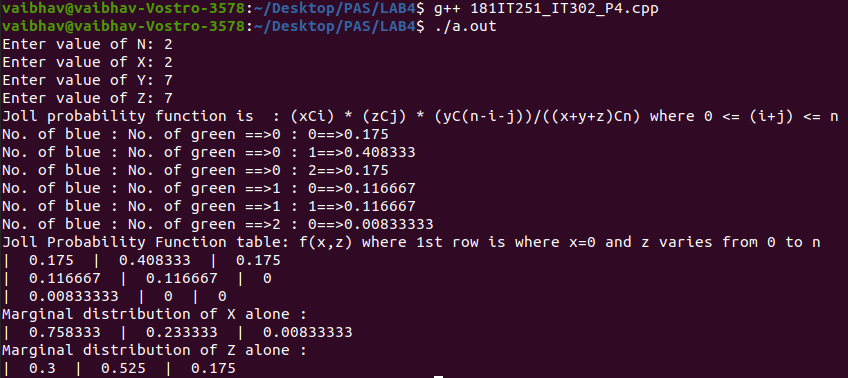 vaibhav@vaibhav-Vostro-3578:~/Desktop/PAS/LAB4$ g++ 181IT251_IT302_P4.cpp
vaibhav@vaibhav-Vostro-3578:~/Desktop/PAS/LAB4$ ./a.out
Enter value of N: 2
Enter value of X: 2
Enter value of Y: 7
Enter value of Z: 7
Joll probability function is  : (xCi) * (zCj) * (yC(n-i-j))/((x+y+z)Cn) where 0 <= (i+j) <= n
No. of blue : No. of green ==>0 : 0==>0.175
No. of blue : No. of green ==>0 : 1==>0.408333
No. of blue : No. of green ==>0 : 2==>0.175
No. of blue : No. of green ==>1 : 0==>0.116667
No. of blue : No. of green ==>1 : 1==>0.116667
No. of blue : No. of green ==>2 : 0==>0.00833333
Joll Probability Function table: f(x,z) where 1st row is where x=0 and z varies from 0 to n
|  0.175  |  0.408333  |  0.175
|  0.116667  |  0.116667  |  0
|  0.00833333  |  0  |  0
Marginal distribution of X alone :
|  0.758333  |  0.233333  |  0.00833333
Marginal distribution of Z alone :
|  0.3  |  0.525  |  0.175